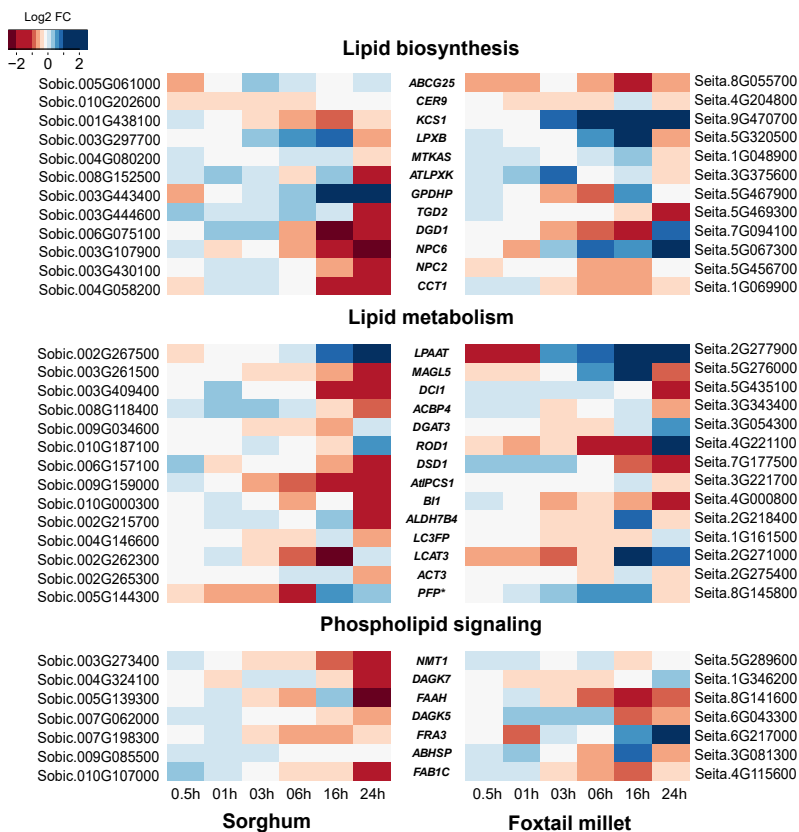 Log2 FC
−2 0 2
Lipid biosynthesis
Sobic.005G061000 ABCG25 Seita.8G055700
Sobic.010G202600 CER9 Seita.4G204800
Sobic.001G438100 KCS1 Seita.9G470700
Sobic.003G297700 LPXB Seita.5G320500
Sobic.004G080200 MTKAS Seita.1G048900
Sobic.008G152500 ATLPXK Seita.3G375600
Sobic.003G443400 GPDHP Seita.5G467900
Sobic.003G444600 TGD2 Seita.5G469300
Sobic.006G075100 DGD1 Seita.7G094100
Sobic.003G107900 NPC6 Seita.5G067300
Sobic.003G430100 NPC2 Seita.5G456700
Sobic.004G058200 CCT1 Seita.1G069900
Lipid metabolism
Sobic.002G267500 LPAAT Seita.2G277900
Sobic.003G261500 MAGL5 Seita.5G276000
Sobic.003G409400 DCI1 Seita.5G435100
Sobic.008G118400 ACBP4 Seita.3G343400
Sobic.009G034600 DGAT3 Seita.3G054300
Sobic.010G187100 ROD1 Seita.4G221100
Sobic.006G157100 DSD1 Seita.7G177500
Sobic.009G159000 AtIPCS1 Seita.3G221700
Sobic.010G000300 BI1 Seita.4G000800
Sobic.002G215700 ALDH7B4 Seita.2G218400
Sobic.004G146600 LC3FP Seita.1G161500
Sobic.002G262300 LCAT3 Seita.2G271000
Sobic.002G265300 ACT3 Seita.2G275400
Sobic.005G144300 PFP* Seita.8G145800
Phospholipid signaling
Sobic.003G273400 NMT1 Seita.5G289600
Sobic.004G324100 DAGK7 Seita.1G346200
Sobic.005G139300 FAAH Seita.8G141600
Sobic.007G062000 DAGK5 Seita.6G043300
Sobic.007G198300 FRA3 Seita.6G217000
Sobic.009G085500 ABHSP Seita.3G081300
Sobic.010G107000 FAB1C Seita.4G115600
0.5h 01h 03h 06h 16h 24h 0.5h 01h 03h 06h 16h 24h
Sorghum Foxtail millet